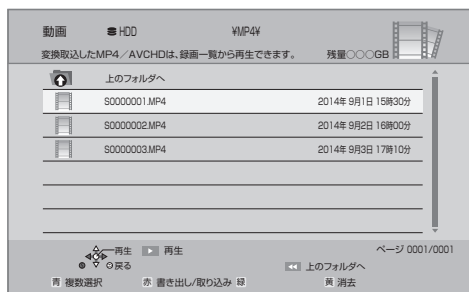 動画 HDD ¥MP4¥
変換取込したMP4／AVCHDは、録画一覧から再生できます。 残量○○○GB
上のフォルダへ
S0000001.MP4 2014年 9月1日 15時30分
S0000002.MP4 2014年 9月2日 16時00分
S0000003.MP4 2014年 9月3日 17時10分
再生 再生 ページ 0001/0001
戻る 上のフォルダへ
青 複数選択 赤 書き出し/取り込み 緑 黄 消去